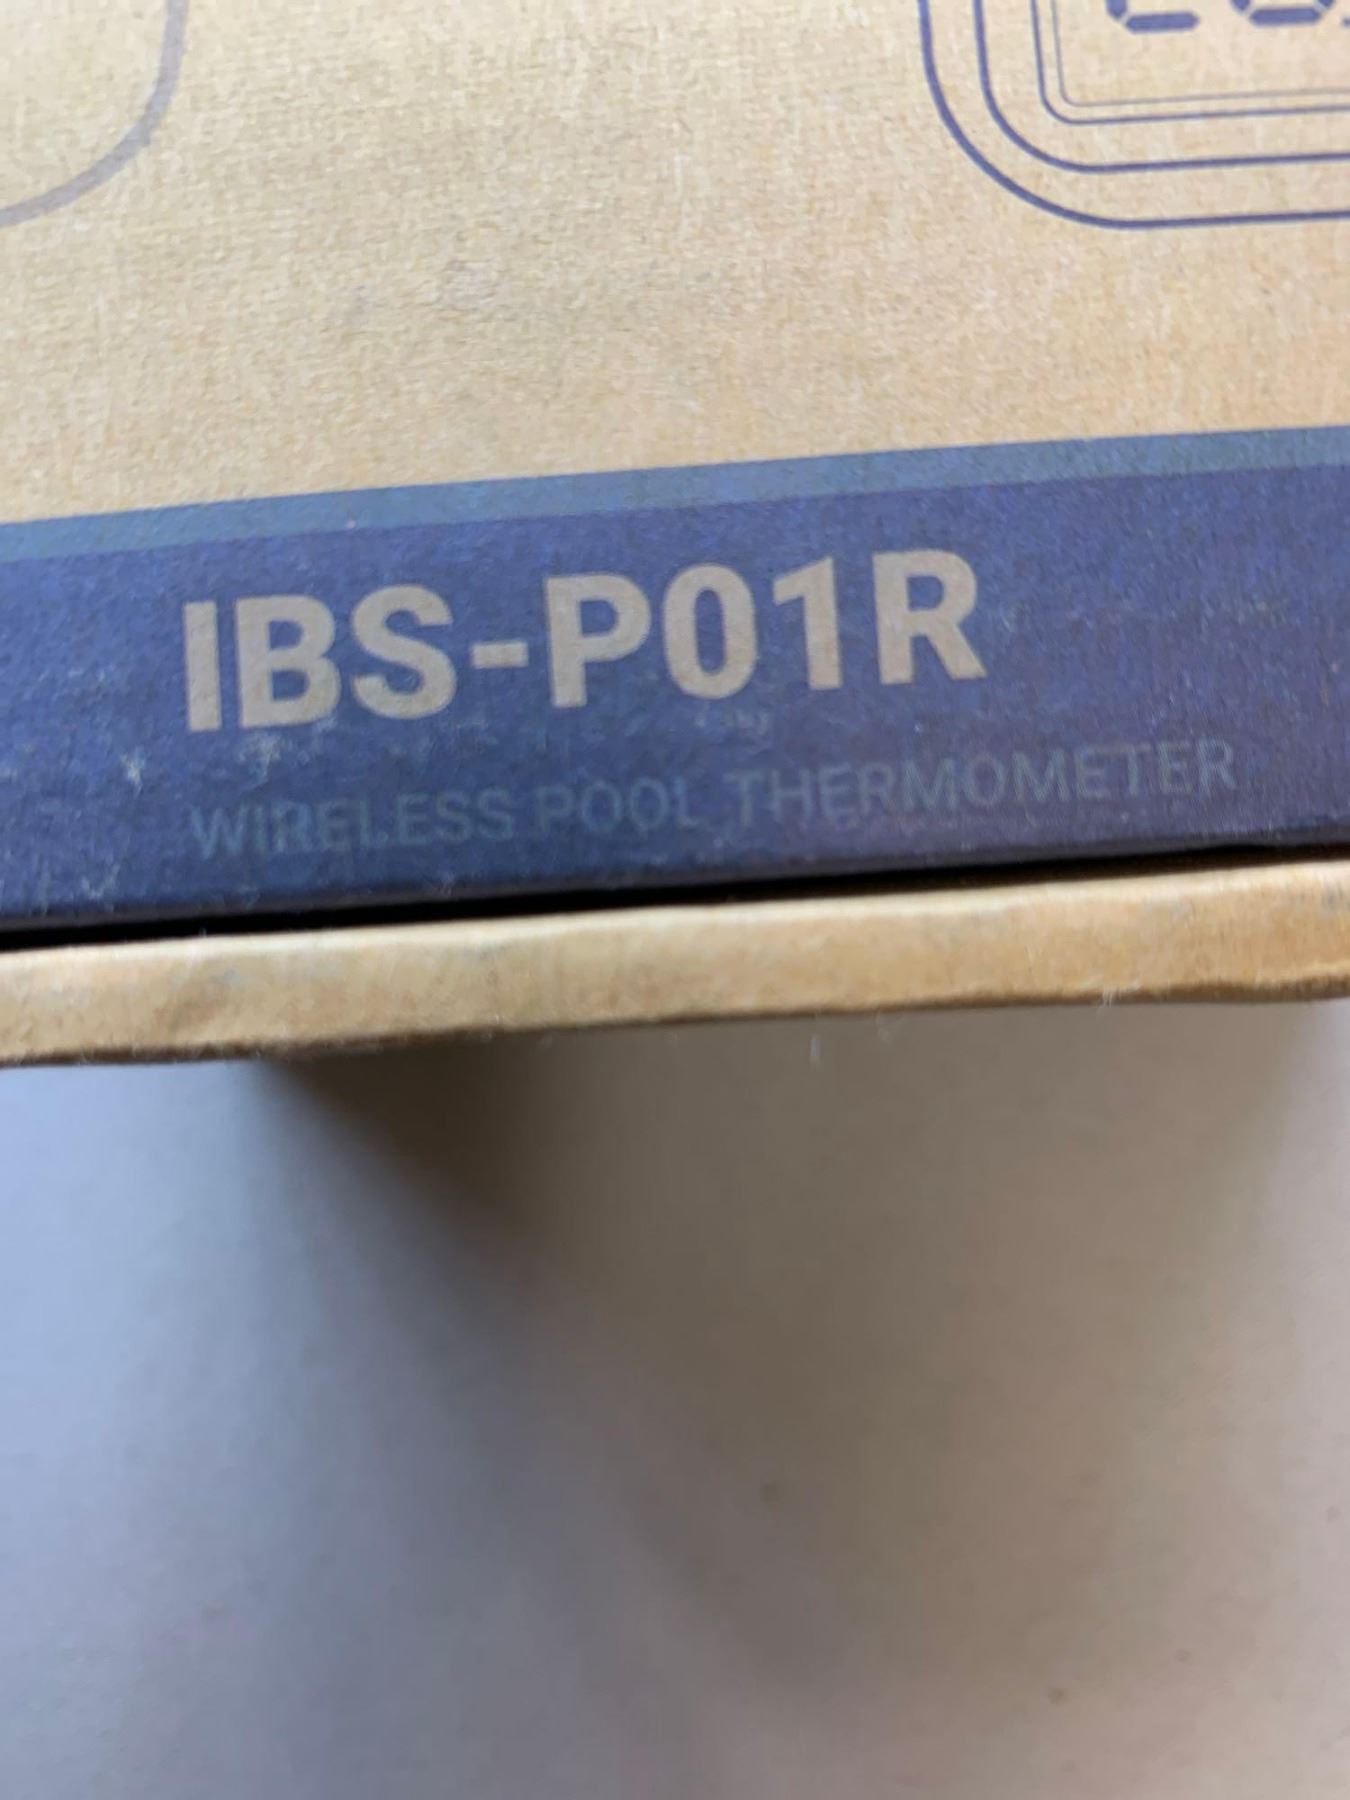 IBS-P01R
WIRELESS POOL THERMOMETER